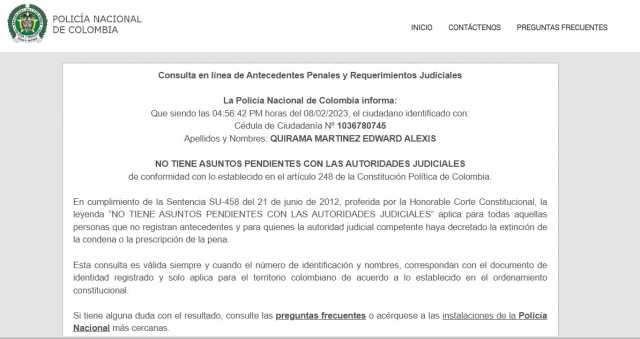 POLICÍA NACIONAL
DE COLOMBIA
INICIO CONTÁCTENOS PREGUNTAS FRECUENTES
Consulta en línea de Antecedentes Penales y Requerimientos Judiciales
La Policía Nacional de Colombia informa:
Que siendo las 04:56:42 PM horas del 08/02/2023, el ciudadano identificado con:
Cédula de Ciudadanía Nº 1036780745
Apellidos y Nombres: QUIRAMA MARTINEZ EDWARD ALEXIS
NO TIENE ASUNTOS PENDIENTES CON LAS AUTORIDADES JUDICIALES
de conformidad con lo establecido en el artículo 248 de la Constitución Política de Colombia.
En cumplimiento de la Sentencia SU-458 del 21 de junio de 2012, proferida por la Honorable Corte Constitucional, la
leyenda “NO TIENE ASUNTOS PENDIENTES CON LAS AUTORIDADES JUDICIALES” aplica para todas aquellas
personas que no registran antecedentes y para quienes la autoridad judicial competente haya decretado la extinción de
la condena o la prescripción de la pena.
Esta consulta es válida siempre y cuando el número de identificación y nombres, correspondan con el documento de
identidad registrado y solo aplica para el territorio colombiano de acuerdo a lo establecido en el ordenamiento
constitucional.
Si tiene alguna duda con el resultado, consulte las preguntas frecuentes o acérquese a las instalaciones de la Policía
Nacional más cercanas.